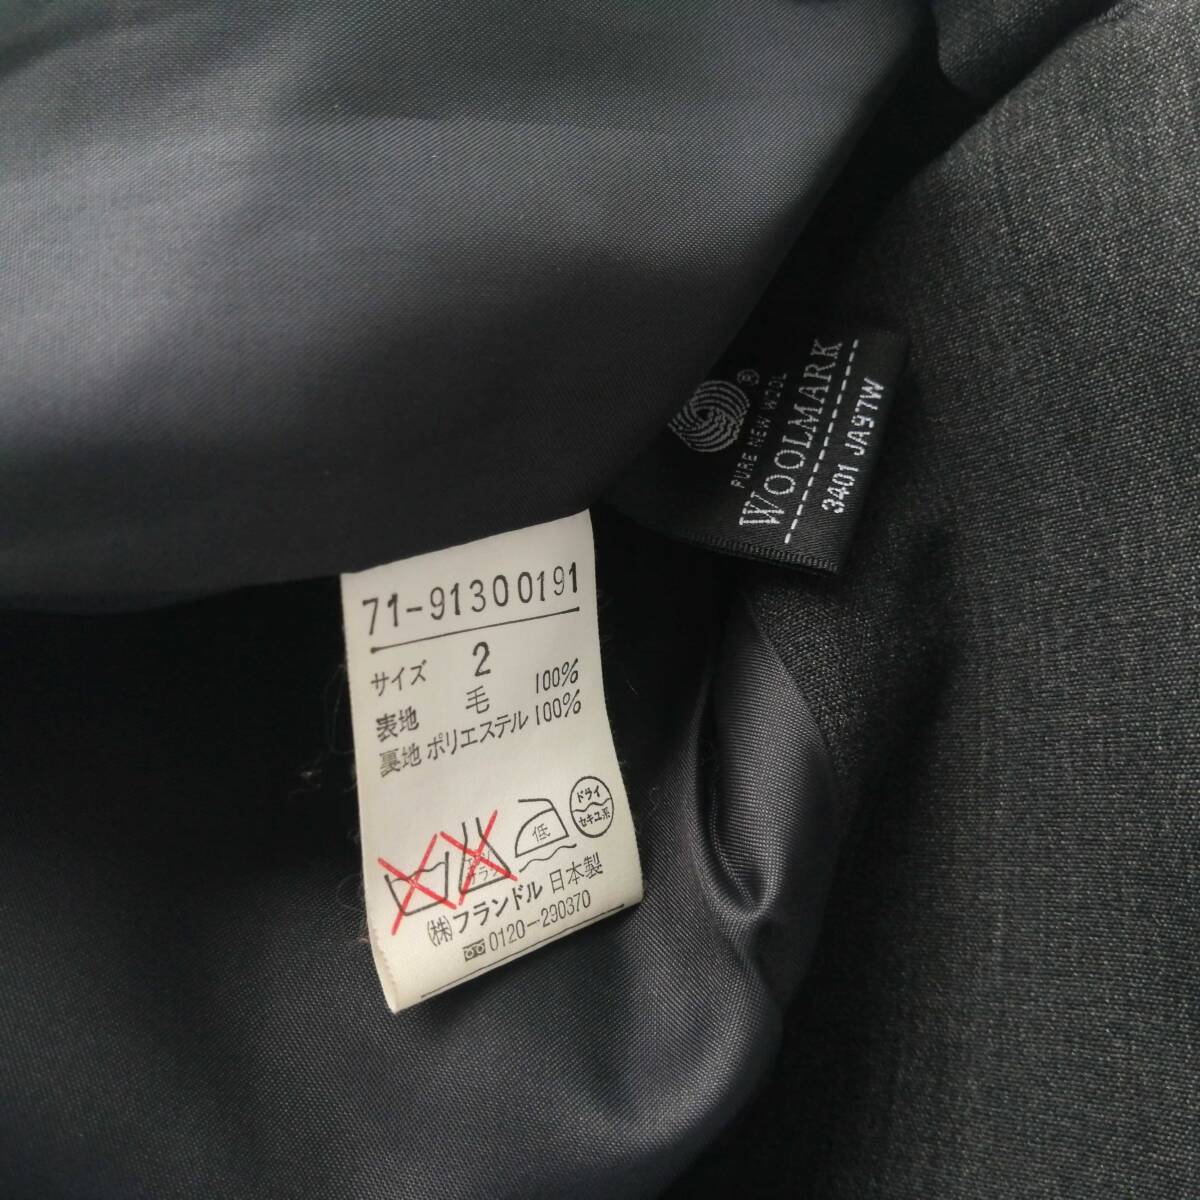 PURE NEW WOOL
WOOLMARK
3401 JA97W
71-91300191
サイズ 2
表地 毛 100%
裏地 ポリエステル 100%
低
ドライ
セキユ系
(株)フランドル 日本製
0120-290370